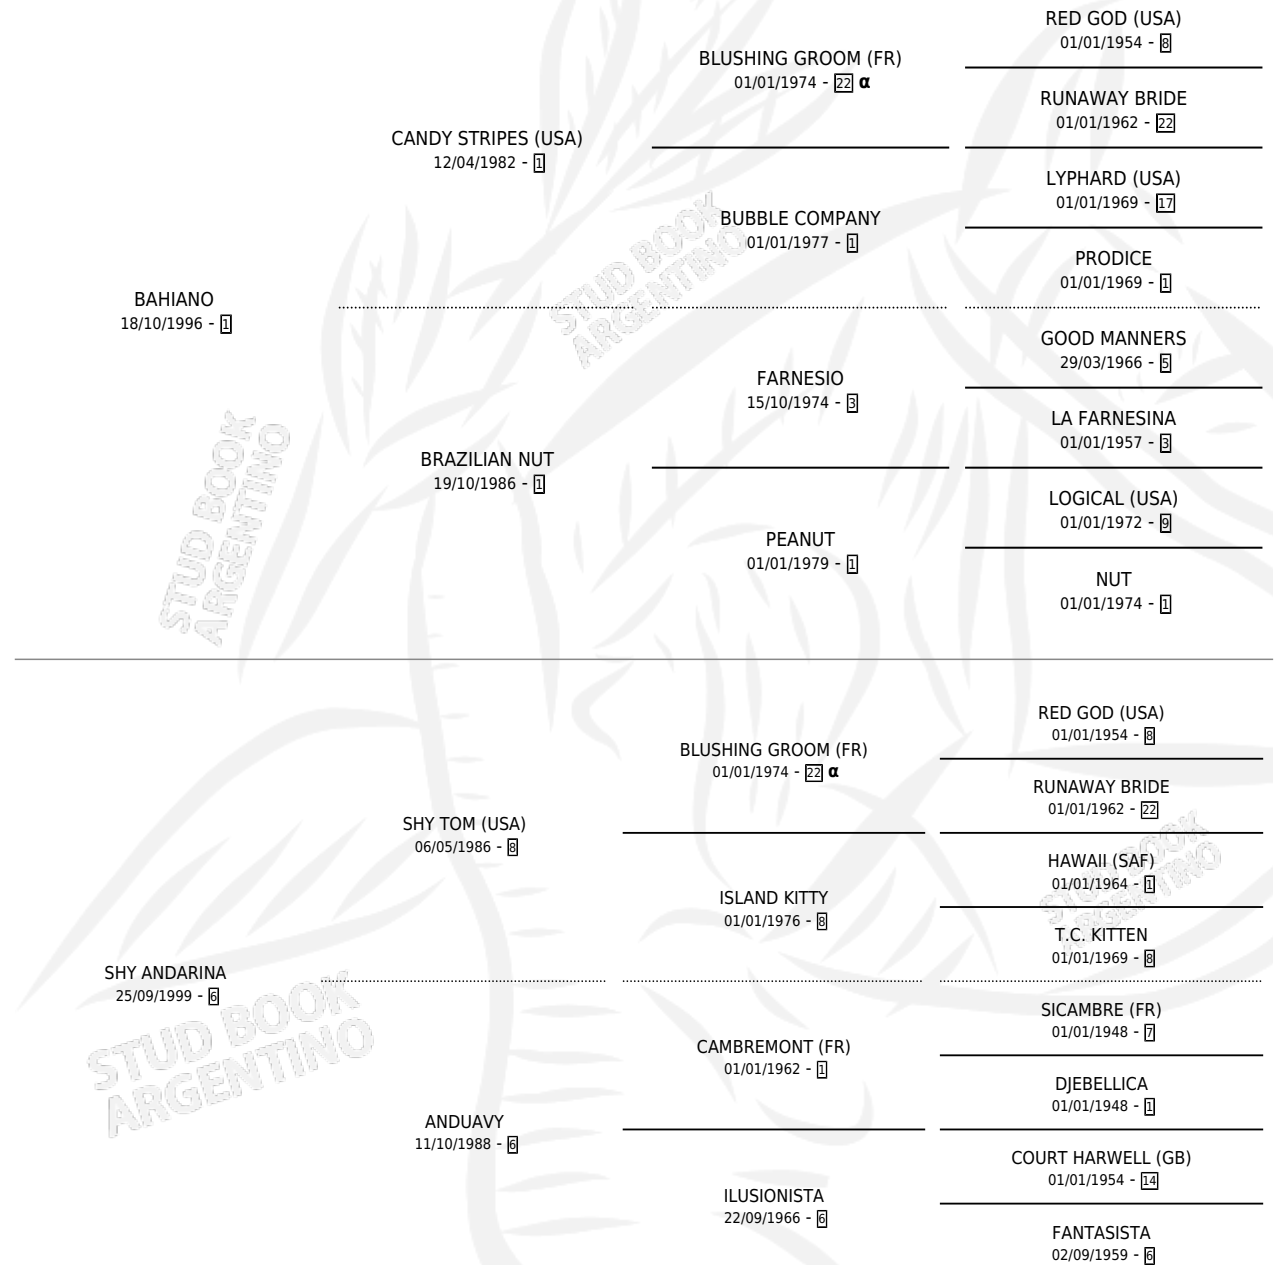 RED GOD (USA)
01/01/1954 - 8
BLUSHING GROOM (FR)
01/01/1974 - 22 α
RUNAWAY BRIDE
01/01/1962 - 22
CANDY STRIPES (USA)
12/04/1982 - 1
LYPHARD (USA)
01/01/1969 - 17
BUBBLE COMPANY
01/01/1977 - 1
PRODICE
01/01/1969 - 1
BAHIANO
18/10/1996 - 1
GOOD MANNERS
29/03/1966 - 5
FARNESIO
15/10/1974 - 3
LA FARNESINA
01/01/1957 - 3
BRAZILIAN NUT
19/10/1986 - 1
LOGICAL (USA)
01/01/1972 - 9
PEANUT
01/01/1979 - 1
NUT
01/01/1974 - 1
STUD BOOK
ARGENTINO
STUD BOOK
ARGENTINO
RED GOD (USA)
01/01/1954 - 8
BLUSHING GROOM (FR)
01/01/1974 - 22 α
RUNAWAY BRIDE
01/01/1962 - 22
SHY TOM (USA)
06/05/1986 - 8
HAWAII (SAF)
01/01/1964 - 1
ISLAND KITTY
01/01/1976 - 8
T.C. KITTEN
01/01/1969 - 8
SHY ANDARINA
25/09/1999 - 6
SICAMBRE (FR)
01/01/1948 - 7
CAMBREMONT (FR)
01/01/1962 - 1
DJEBELLICA
01/01/1948 - 1
ANDUAVY
11/10/1988 - 6
COURT HARWELL (GB)
01/01/1954 - 14
ILUSIONISTA
22/09/1966 - 6
FANTASISTA
02/09/1959 - 6
STUD BOOK
ARGENTINO
STUD BOOK
ARGENTINO